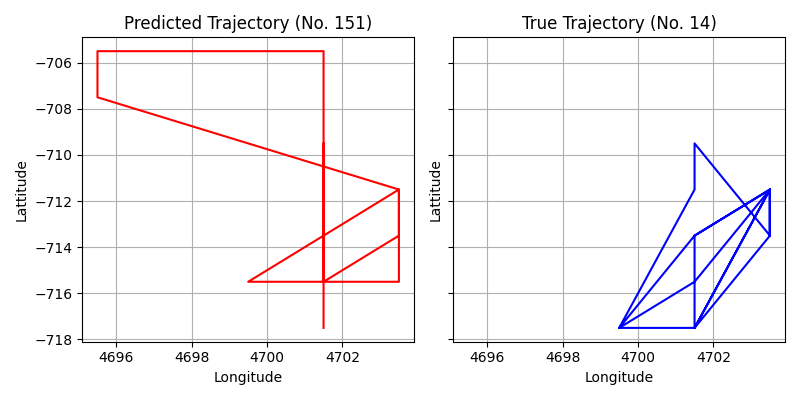 Predicted Trajectory (No. 151)
−706
−708
−710
−712
−714
−716
−718
Lattitude
4696 4698 4700 4702
Longitude
True Trajectory (No. 14)
Lattitude
4696 4698 4700 4702
Longitude